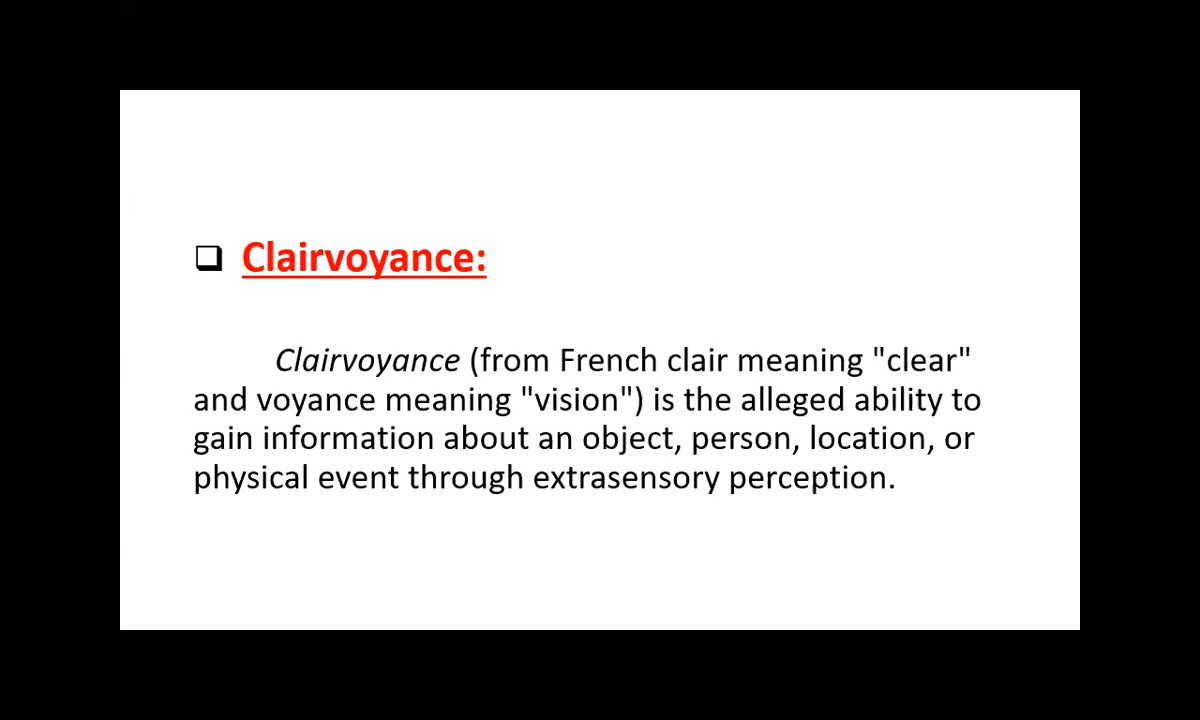 ❑ Clairvoyance:
Clairvoyance (from French clair meaning "clear"
and voyance meaning "vision") is the alleged ability to
gain information about an object, person, location, or
physical event through extrasensory perception.